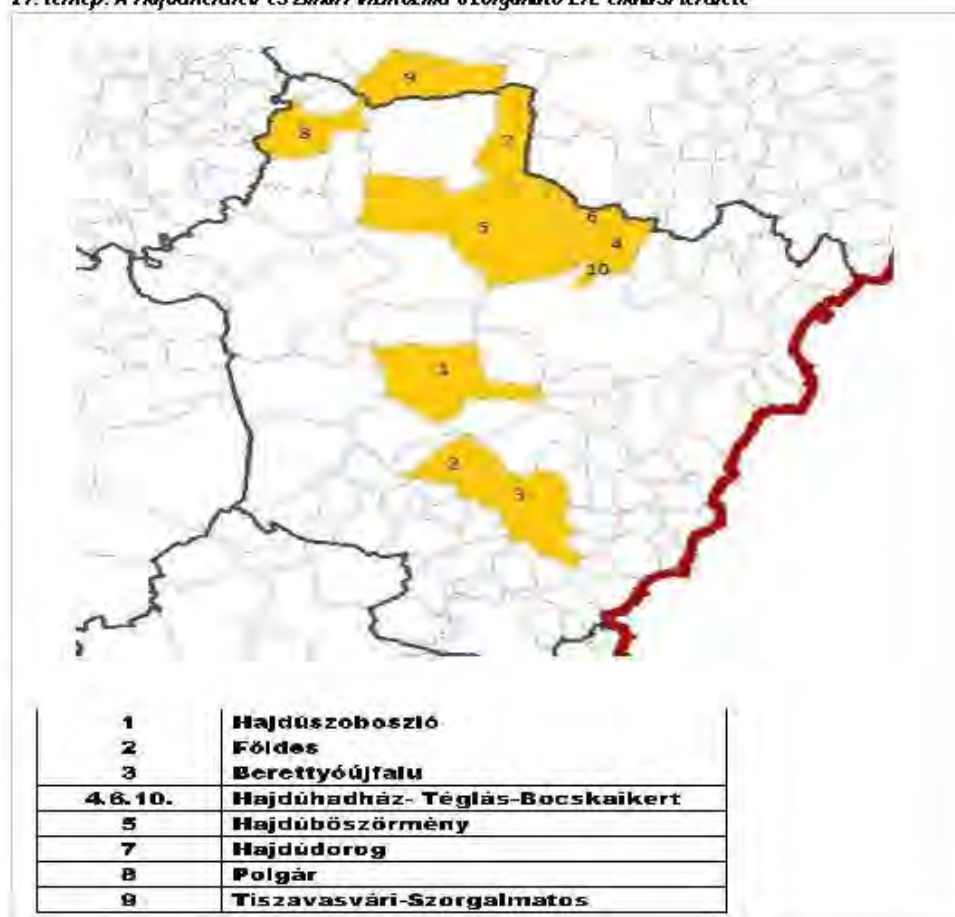 9
8
7
5
6
4
10
1
2
3
1 Hajdúszoboszló
2 Földes
3 Berettyóújfalu
4.6.10. Hajdúhadház- Téglás-Bocskaikert
5 Hajdúböszörmény
7 Hajdúdorog
8 Polgár
9 Tiszavasvári-Szorgalmatos